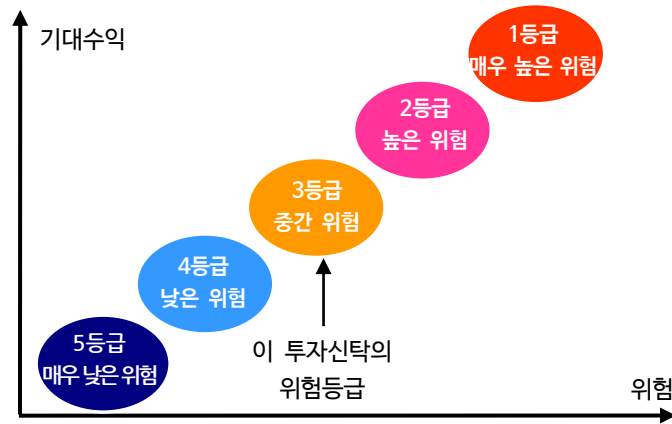 기대수익
1등급
매우 높은 위험
2등급
높은 위험
3등급
중간 위험
4등급
낮은 위험
5등급
매우 낮은 위험
이 투자신탁의
위험등급
위험